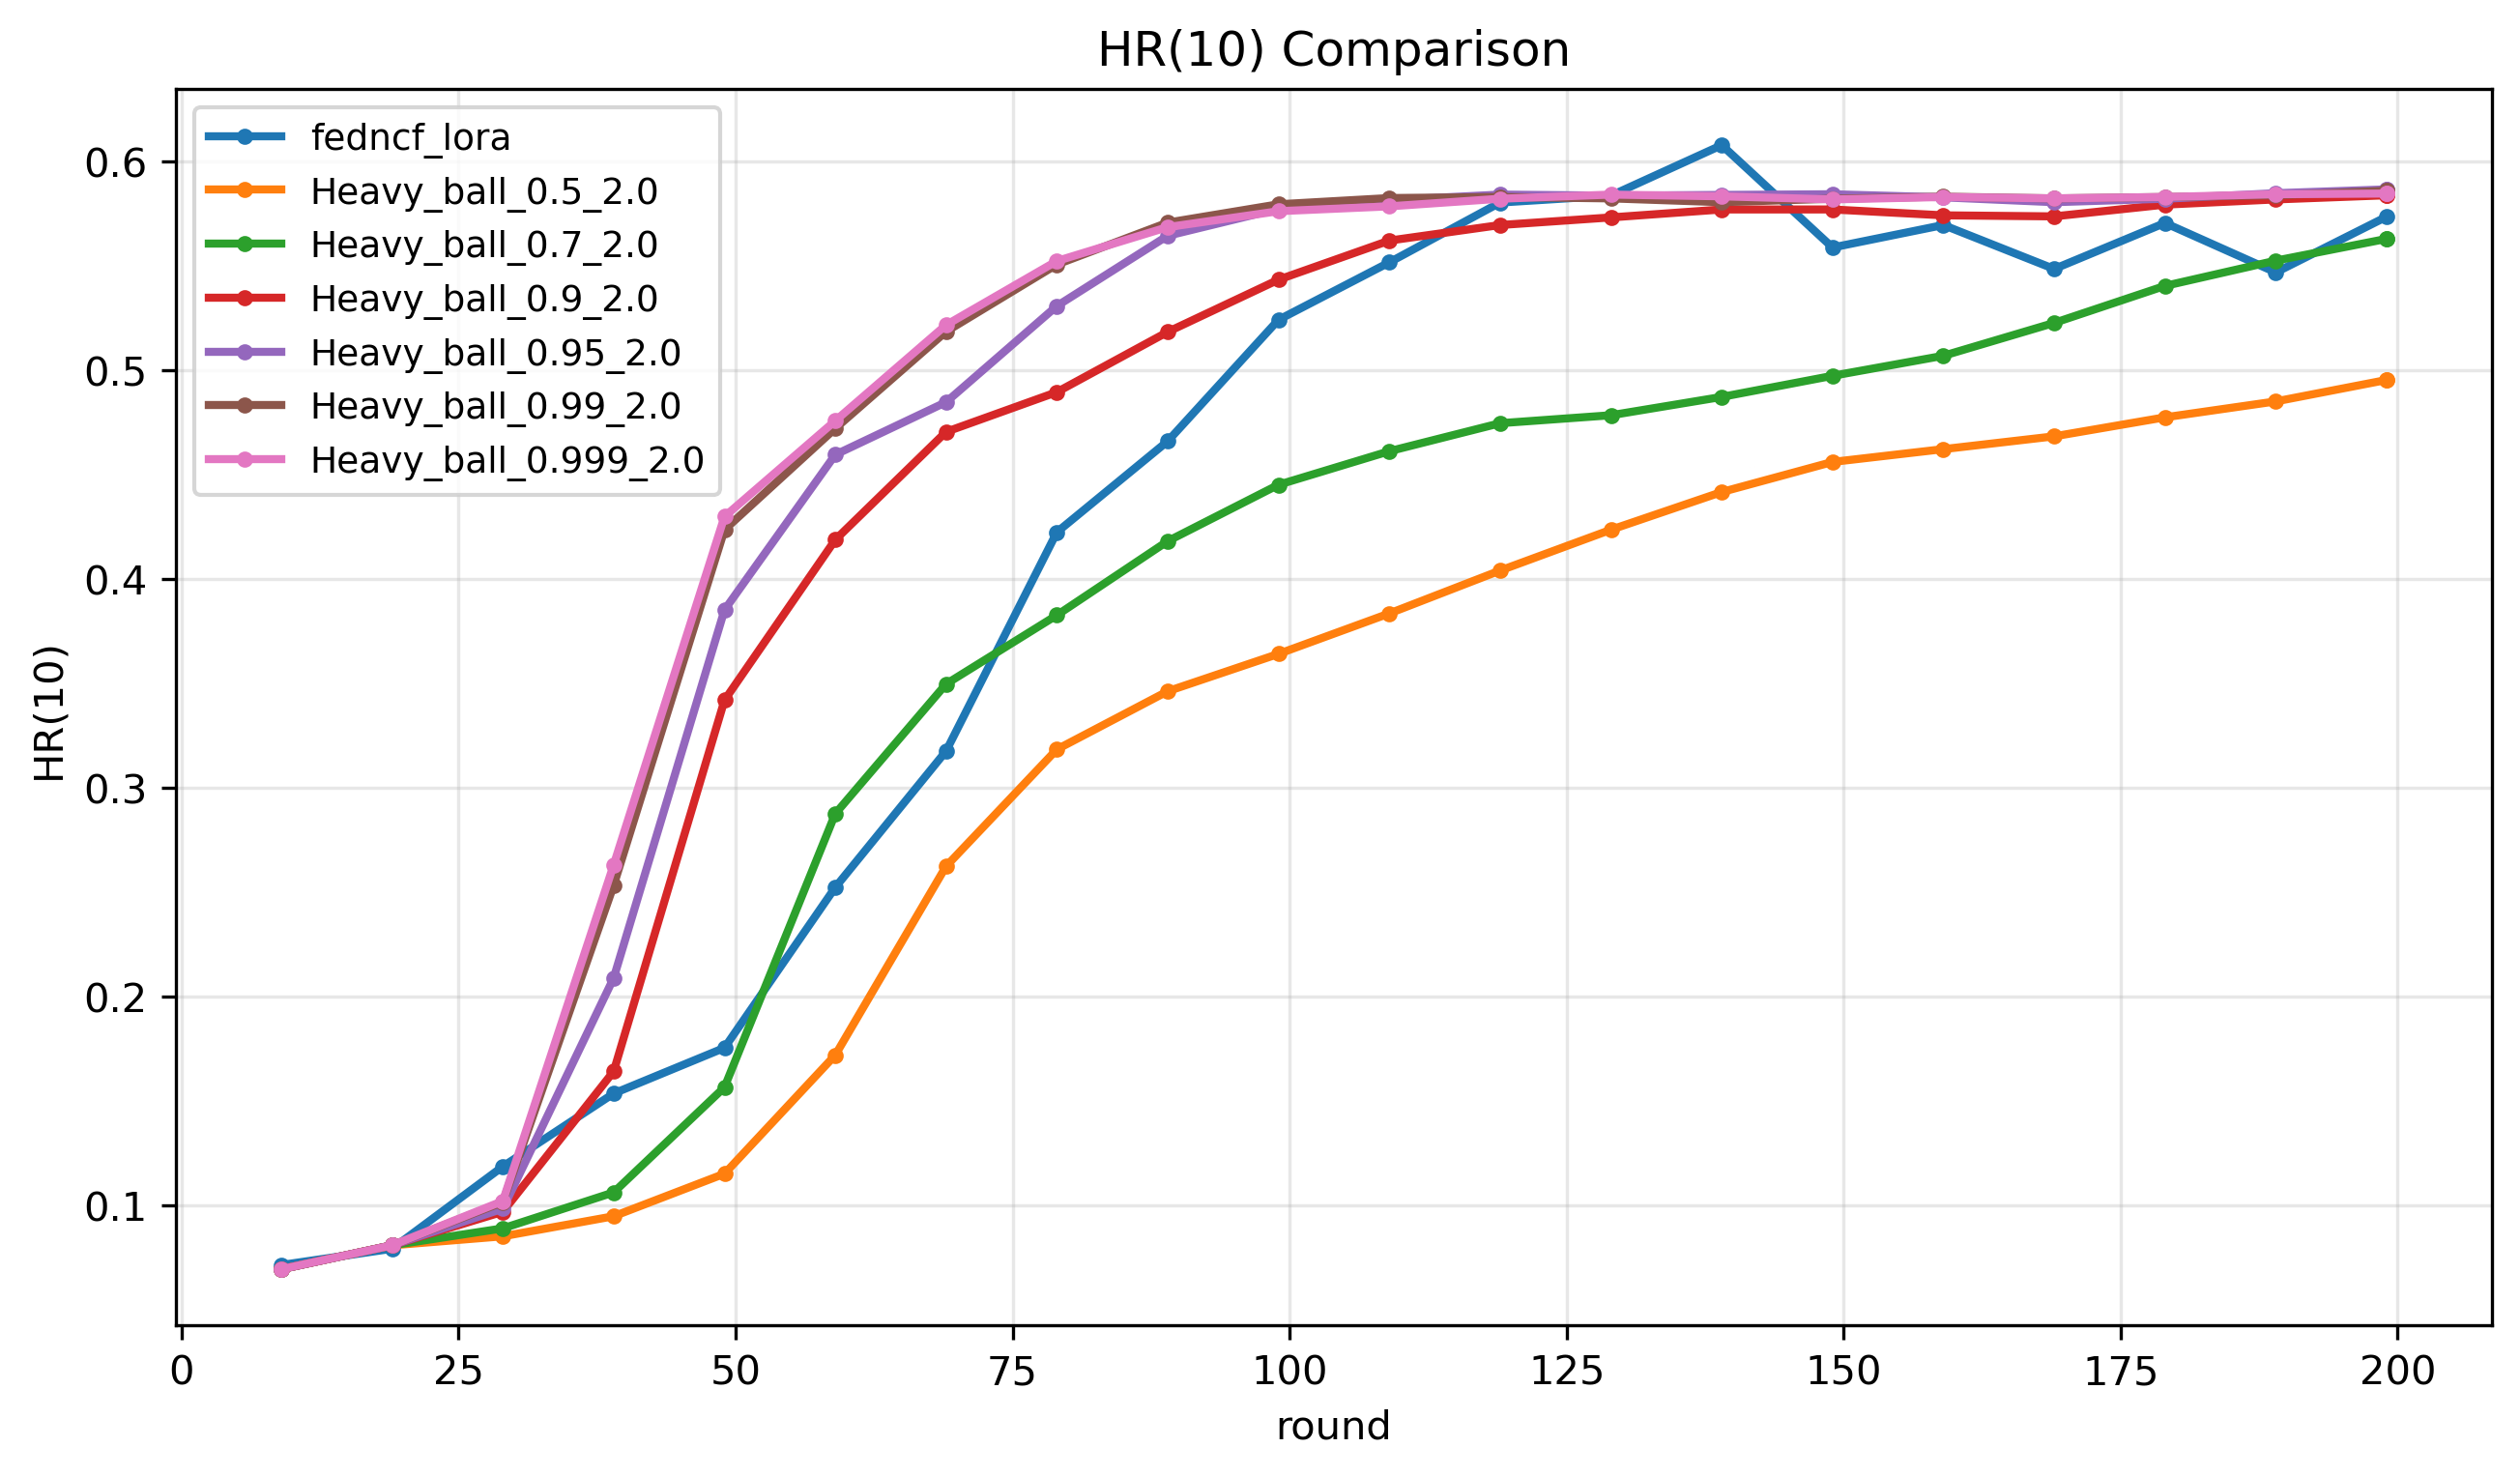 HR(10) Comparison
fedncf_lora
Heavy_ball_0.5_2.0
Heavy_ball_0.7_2.0
Heavy_ball_0.9_2.0
Heavy_ball_0.95_2.0
Heavy_ball_0.99_2.0
Heavy_ball_0.999_2.0
HR(10)
0.6
0.5
0.4
0.3
0.2
0.1
0 25 50 75 100 125 150 175 200
round